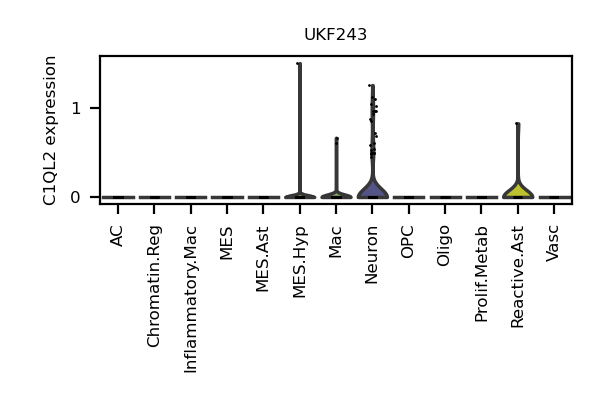 UKF243
C1QL2 expression
1
0
AC
Chromatin.Reg
Inflammatory.Mac
MES
MES.Ast
MES.Hyp
Mac
Neuron
OPC
Oligo
Prolif.Metab
Reactive.Ast
Vasc